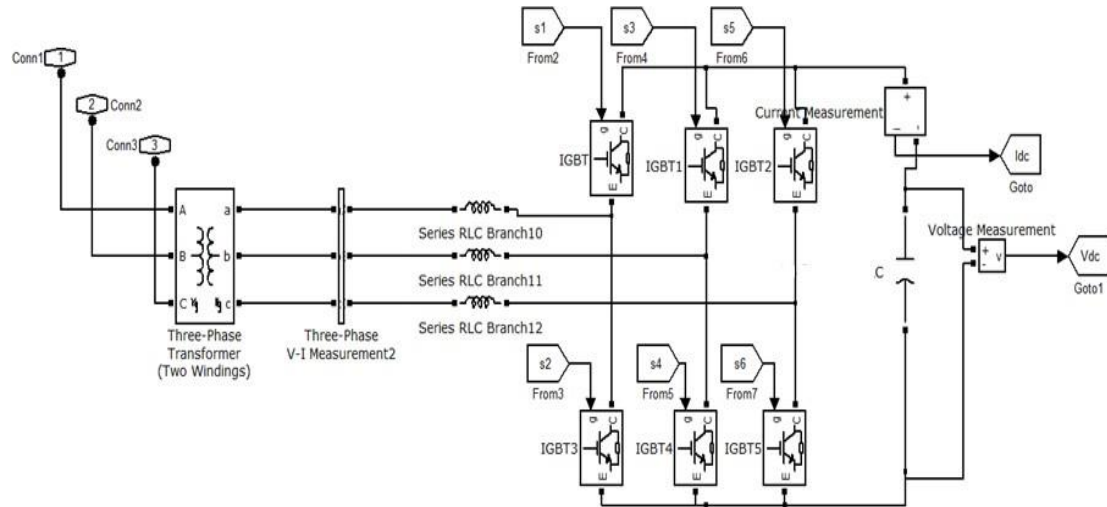 s1
s3
s5
From2
From4
From6
1
Conn1
2
Conn2
Conn3
3
Current Measurement
+
-
i
g
C
IGBT
E
g
C
IGBT1
E
g
C
IGBT2
E
Idc
Goto
A
a
B
b
C
c
Series RLC Branch10
Series RLC Branch11
Series RLC Branch12
Voltage Measurement
+
-
v
Vdc
Goto1
C
Three-Phase
Transformer
(Two Windings)
Three-Phase
V-I Measurement2
s2
s4
s6
From3
From5
From7
g
C
IGBT3
E
g
C
IGBT4
E
g
C
IGBT5
E